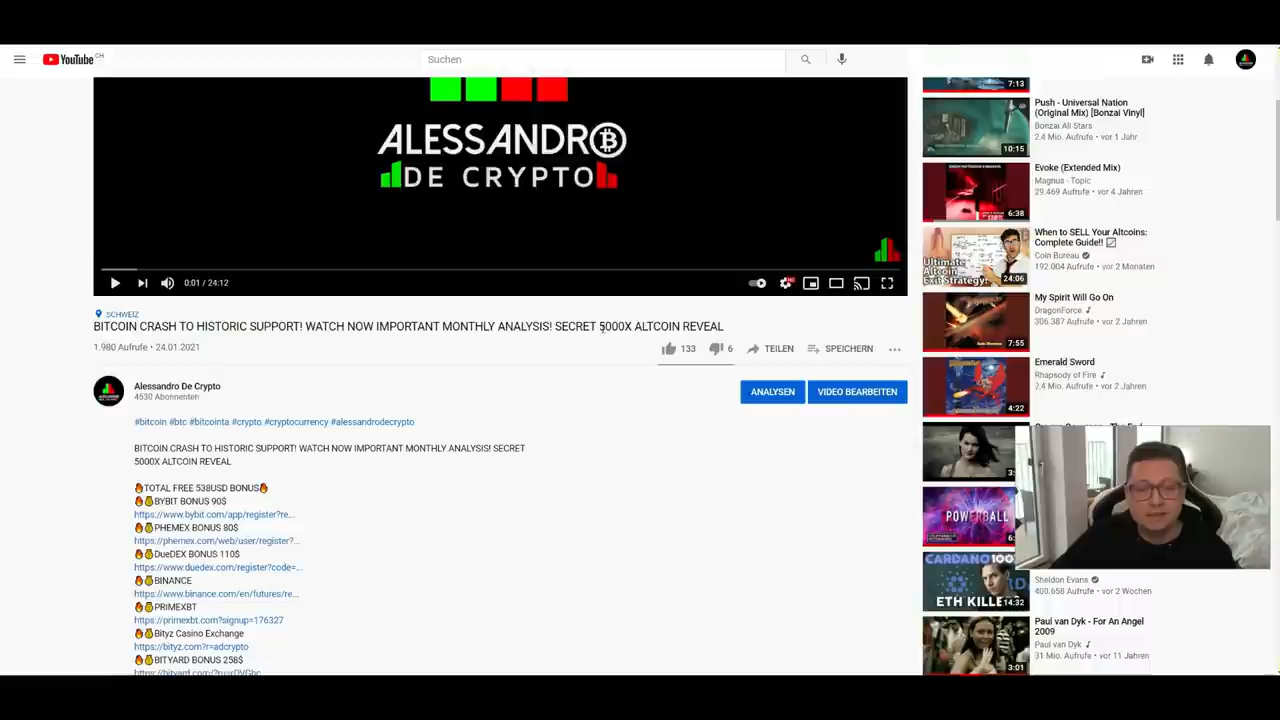 YouTube CH
Suchen
ALESSANDRO
DE CRYPTO
0:01 / 24:12
SCHWEIZ
BITCOIN CRASH TO HISTORIC SUPPORT! WATCH NOW IMPORTANT MONTHLY ANALYSIS! SECRET 5000X ALTCOIN REVEAL
1.980 Aufrufe • 24.01.2021
133
6
TEILEN
SPEICHERN
Alessandro De Crypto
4530 Abonnenten
ANALYSEN
VIDEO BEARBEITEN
#bitcoin #btc #bitcointa #crypto #cryptocurrency #alessandrodecrypto
BITCOIN CRASH TO HISTORIC SUPPORT! WATCH NOW IMPORTANT MONTHLY ANALYSIS! SECRET
5000X ALTCOIN REVEAL
🔥TOTAL FREE 538USD BONUS🔥
🔥💰BYBIT BONUS 90$
https://www.bybit.com/app/register?re...
🔥💰PHEMEX BONUS 80$
https://phemex.com/web/user/register?...
🔥💰DueDEX BONUS 110$
https://www.duedex.com/register?code=...
🔥💰BINANCE
https://www.binance.com/en/futures/re...
🔥💰PRIMEXBT
https://primexbt.com?signup=176327
🔥💰Bityz Casino Exchange
https://bityz.com?r=adcrypto
🔥💰BITYARD BONUS 258$
7:13
Push - Universal Nation
(Original Mix) [Bonzai Vinyl]
Bonzai All Stars
2.4 Mio. Aufrufe • vor 1 Jahr
10:15
Evoke (Extended Mix)
Magnus - Topic
29.469 Aufrufe • vor 4 Jahren
6:38
When to SELL Your Altcoins:
Complete Guide!!
Coin Bureau
192.004 Aufrufe • vor 2 Monaten
Ultimate
Altcoin
Exit Strategy!
24:06
My Spirit Will Go On
DragonForce
306.387 Aufrufe • vor 2 Jahren
7:55
Emerald Sword
Rhapsody of Fire
2,4 Mio. Aufrufe • vor 2 Jahren
4:22
POWERBALL
CARDANO
ETH KILLE
14:32
Sheldon Evans
400.658 Aufrufe • vor 2 Wochen
Paul van Dyk - For An Angel
2009
Paul van Dyk
31 Mio. Aufrufe • vor 11 Jahren
3:01